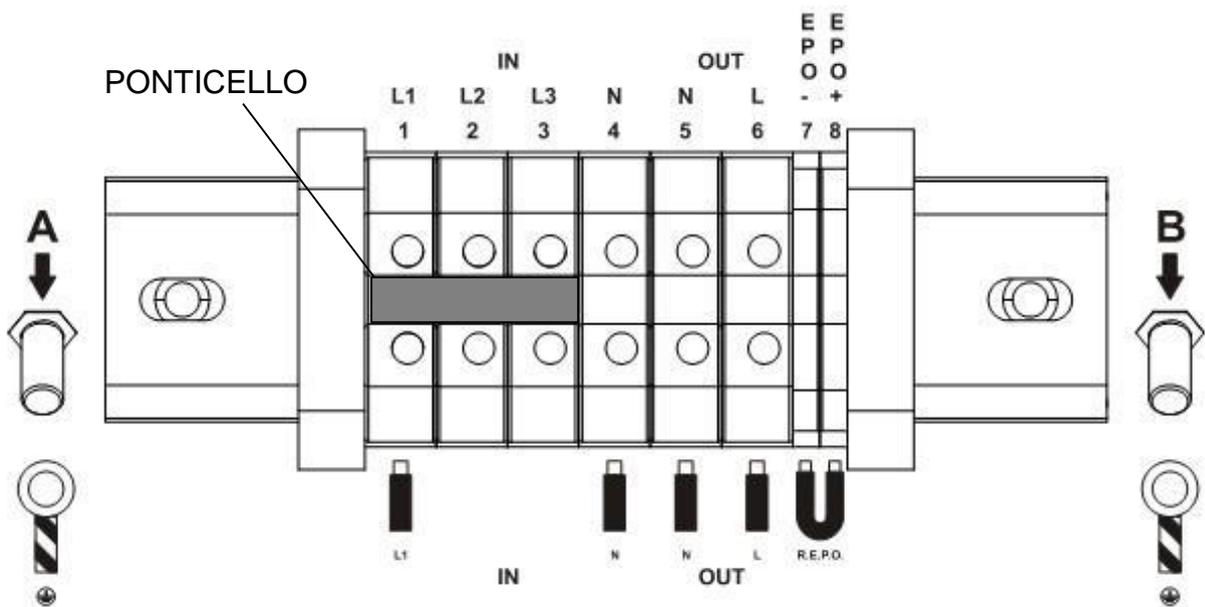 E E
P P
O O
- +
IN OUT
PONTICELLO
L1 L2 L3 N N L
1 2 3 4 5 6 7 8
A B
L1 N N L R.E.P.O.
IN OUT